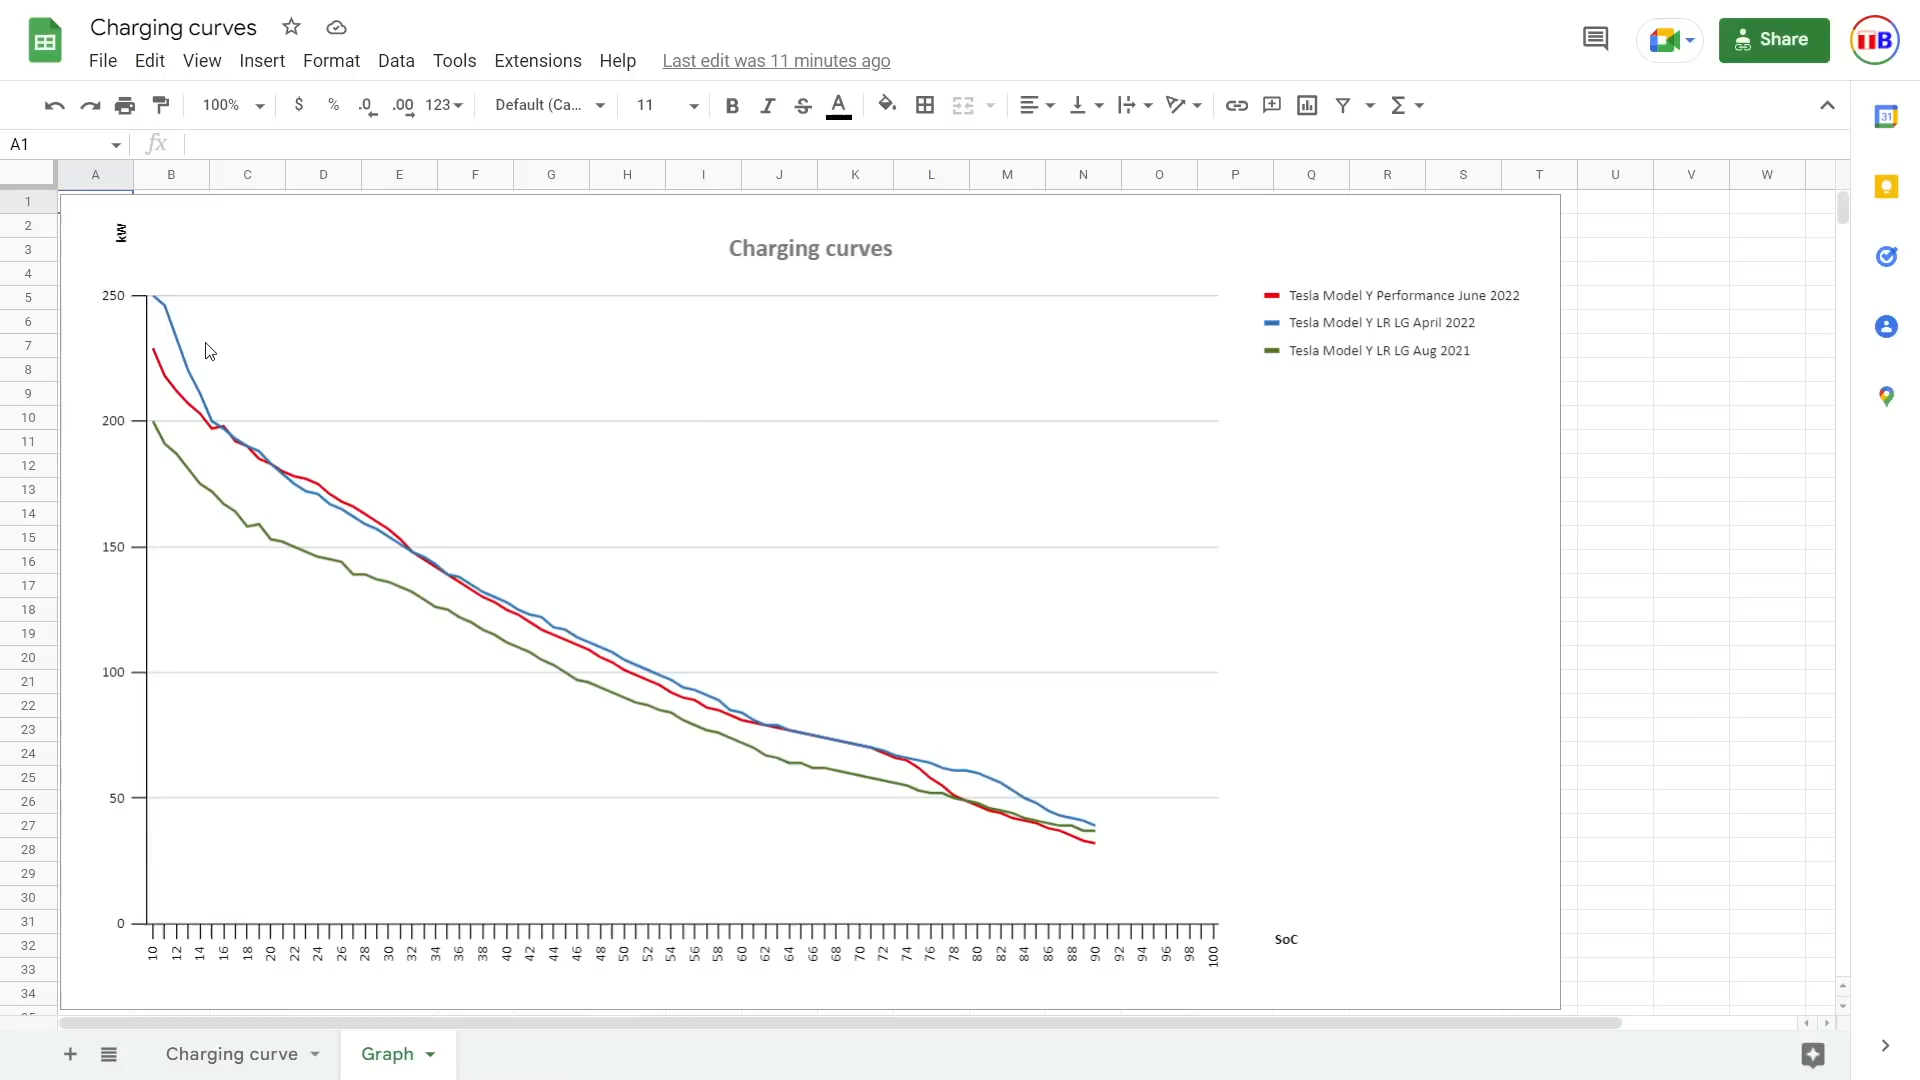 Charging curves
File Edit View Insert Format Data Tools Extensions Help Last edit was 11 minutes ago
Share
TTB
100% $ % .0 .00 123 Default (Ca... 11 B I S A
31
A1 fx
A B C D E F G H I J K L M N O P Q R S T U V W
1
2
3
4
5
6
7
8
9
10
11
12
13
14
15
16
17
18
19
20
21
22
23
24
25
26
27
28
29
30
31
32
33
34
kW
Charging curves
250
200
150
100
50
0
Tesla Model Y Performance June 2022
Tesla Model Y LR LG April 2022
Tesla Model Y LR LG Aug 2021
10 12 14 16 18 20 22 24 26 28 30 32 34 36 38 40 42 44 46 48 50 52 54 56 58 60 62 64 66 68 70 72 74 76 78 80 82 84 86 88 90 92 94 96 98 100
SoC
Charging curve Graph